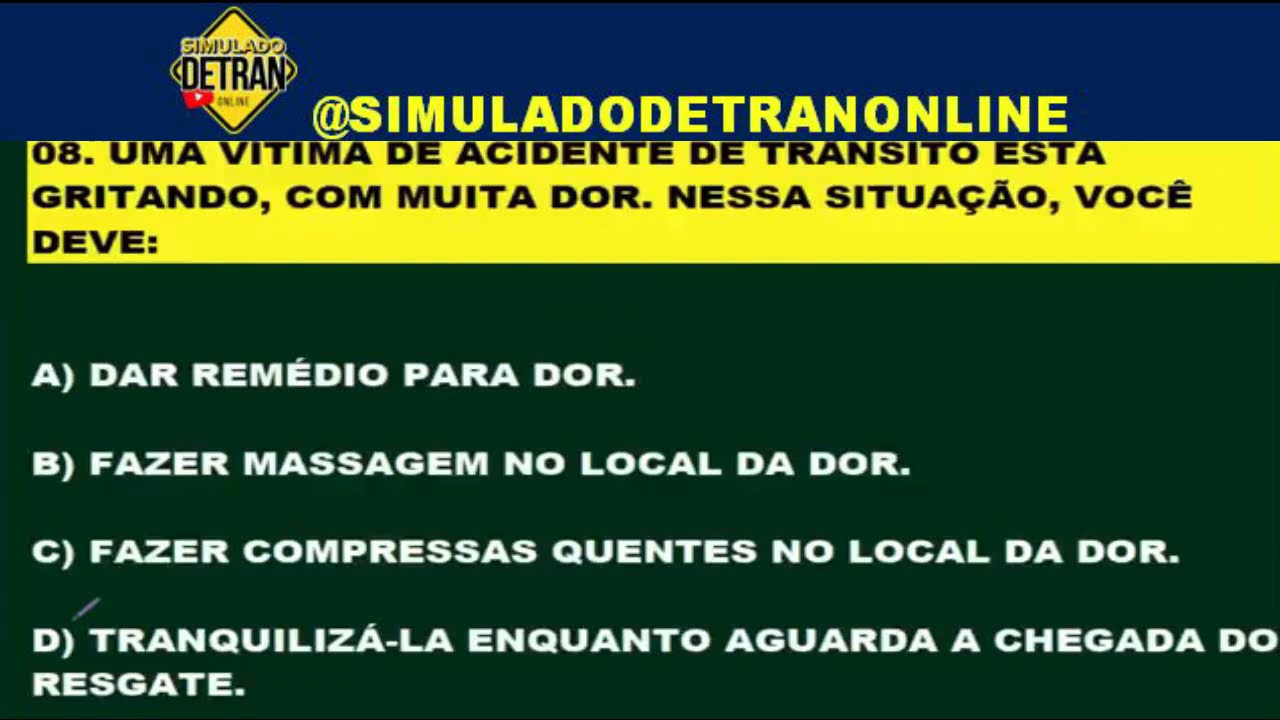 SIMULADO
DETRAN
ONLINE
@SIMULADODETRANONLINE
08. UMA VÍTIMA DE ACIDENTE DE TRÂNSITO ESTÁ
GRITANDO, COM MUITA DOR. NESSA SITUAÇÃO, VOCÊ
DEVE:
A) DAR REMÉDIO PARA DOR.
B) FAZER MASSAGEM NO LOCAL DA DOR.
C) FAZER COMPRESSAS QUENTES NO LOCAL DA DOR.
D) TRANQUILIZÁ-LA ENQUANTO AGUARDA A CHEGADA DO
RESGATE.